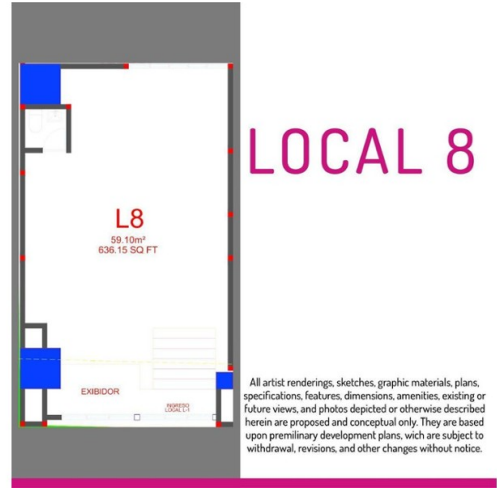 LOCAL 8
L8
59.10m²
636.15 SQ FT
EXIBIDOR
INGRESO
LOCAL L-1
All artist renderings, sketches, graphic materials, plans,
specifications, features, dimensions, amenities, existing or
future views, and photos depicted or otherwise described
herein are proposed and conceptual only. They are based
upon premilinary development plans, wich are subject to
withdrawal, revisions, and other changes without notice.